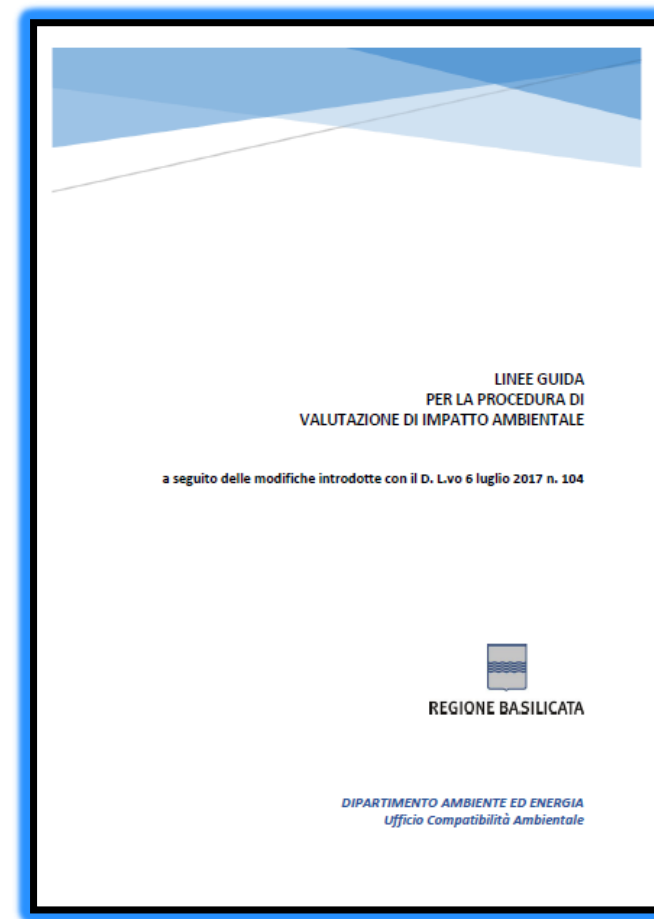 LINEE GUIDA
PER LA PROCEDURA DI
VALUTAZIONE DI IMPATTO AMBIENTALE
a seguito delle modifiche introdotte con il D. L.vo 6 luglio 2017 n. 104
REGIONE BASILICATA
DIPARTIMENTO AMBIENTE ED ENERGIA
Ufficio Compatibilità Ambientale